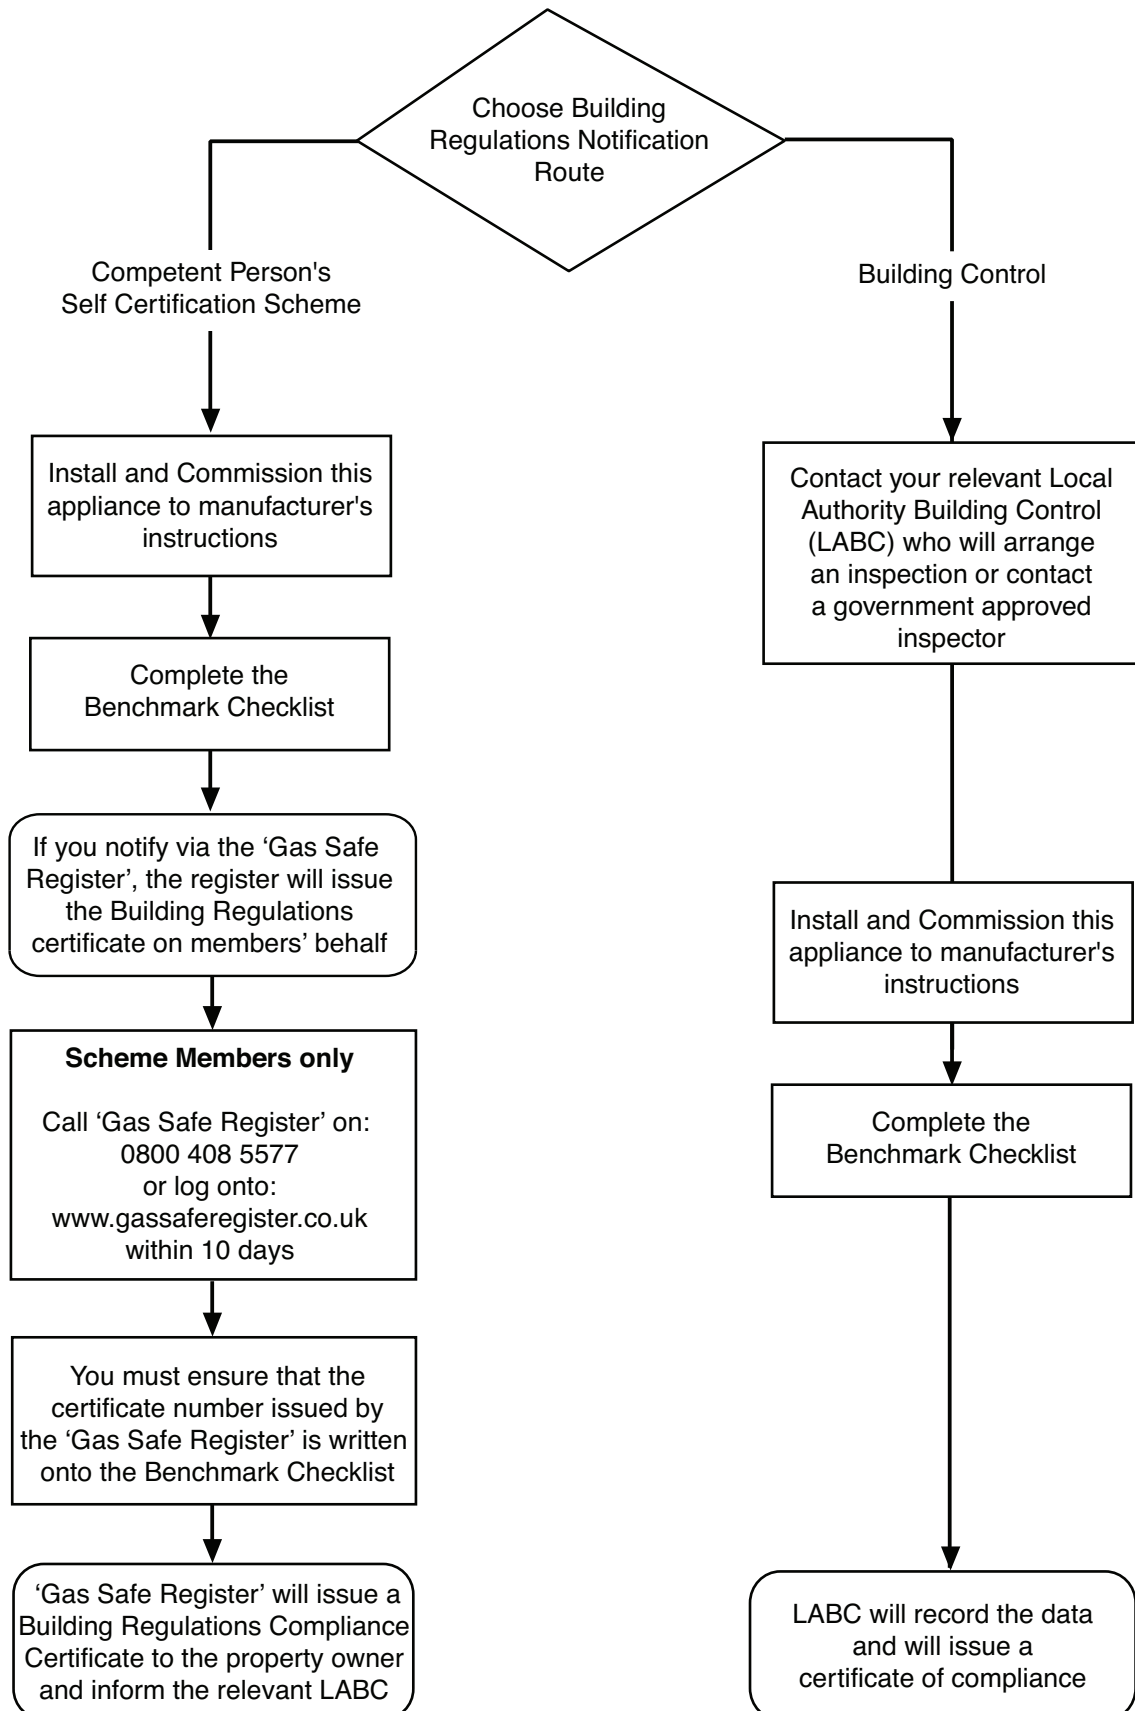 Choose Building
Regulations Notification
Route
Competent Person's
Self Certification Scheme
Building Control
Install and Commission this
appliance to manufacturer's
instructions
Complete the
Benchmark Checklist
If you notify via the ‘Gas Safe
Register’, the register will issue
the Building Regulations
certificate on members’ behalf
Scheme Members only
Call ‘Gas Safe Register’ on:
0800 408 5577
or log onto:
www.gassaferegister.co.uk
within 10 days
You must ensure that the
certificate number issued by
the ‘Gas Safe Register’ is written
onto the Benchmark Checklist
‘Gas Safe Register’ will issue a
Building Regulations Compliance
Certificate to the property owner
and inform the relevant LABC
Contact your relevant Local
Authority Building Control
(LABC) who will arrange
an inspection or contact
a government approved
inspector
Install and Commission this
appliance to manufacturer's
instructions
Complete the
Benchmark Checklist
LABC will record the data
and will issue a
certificate of compliance